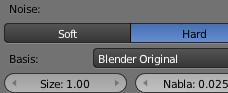 Noise:
Soft Hard
Basis: Blender Original
Size: 1.00 Nabla: 0.025